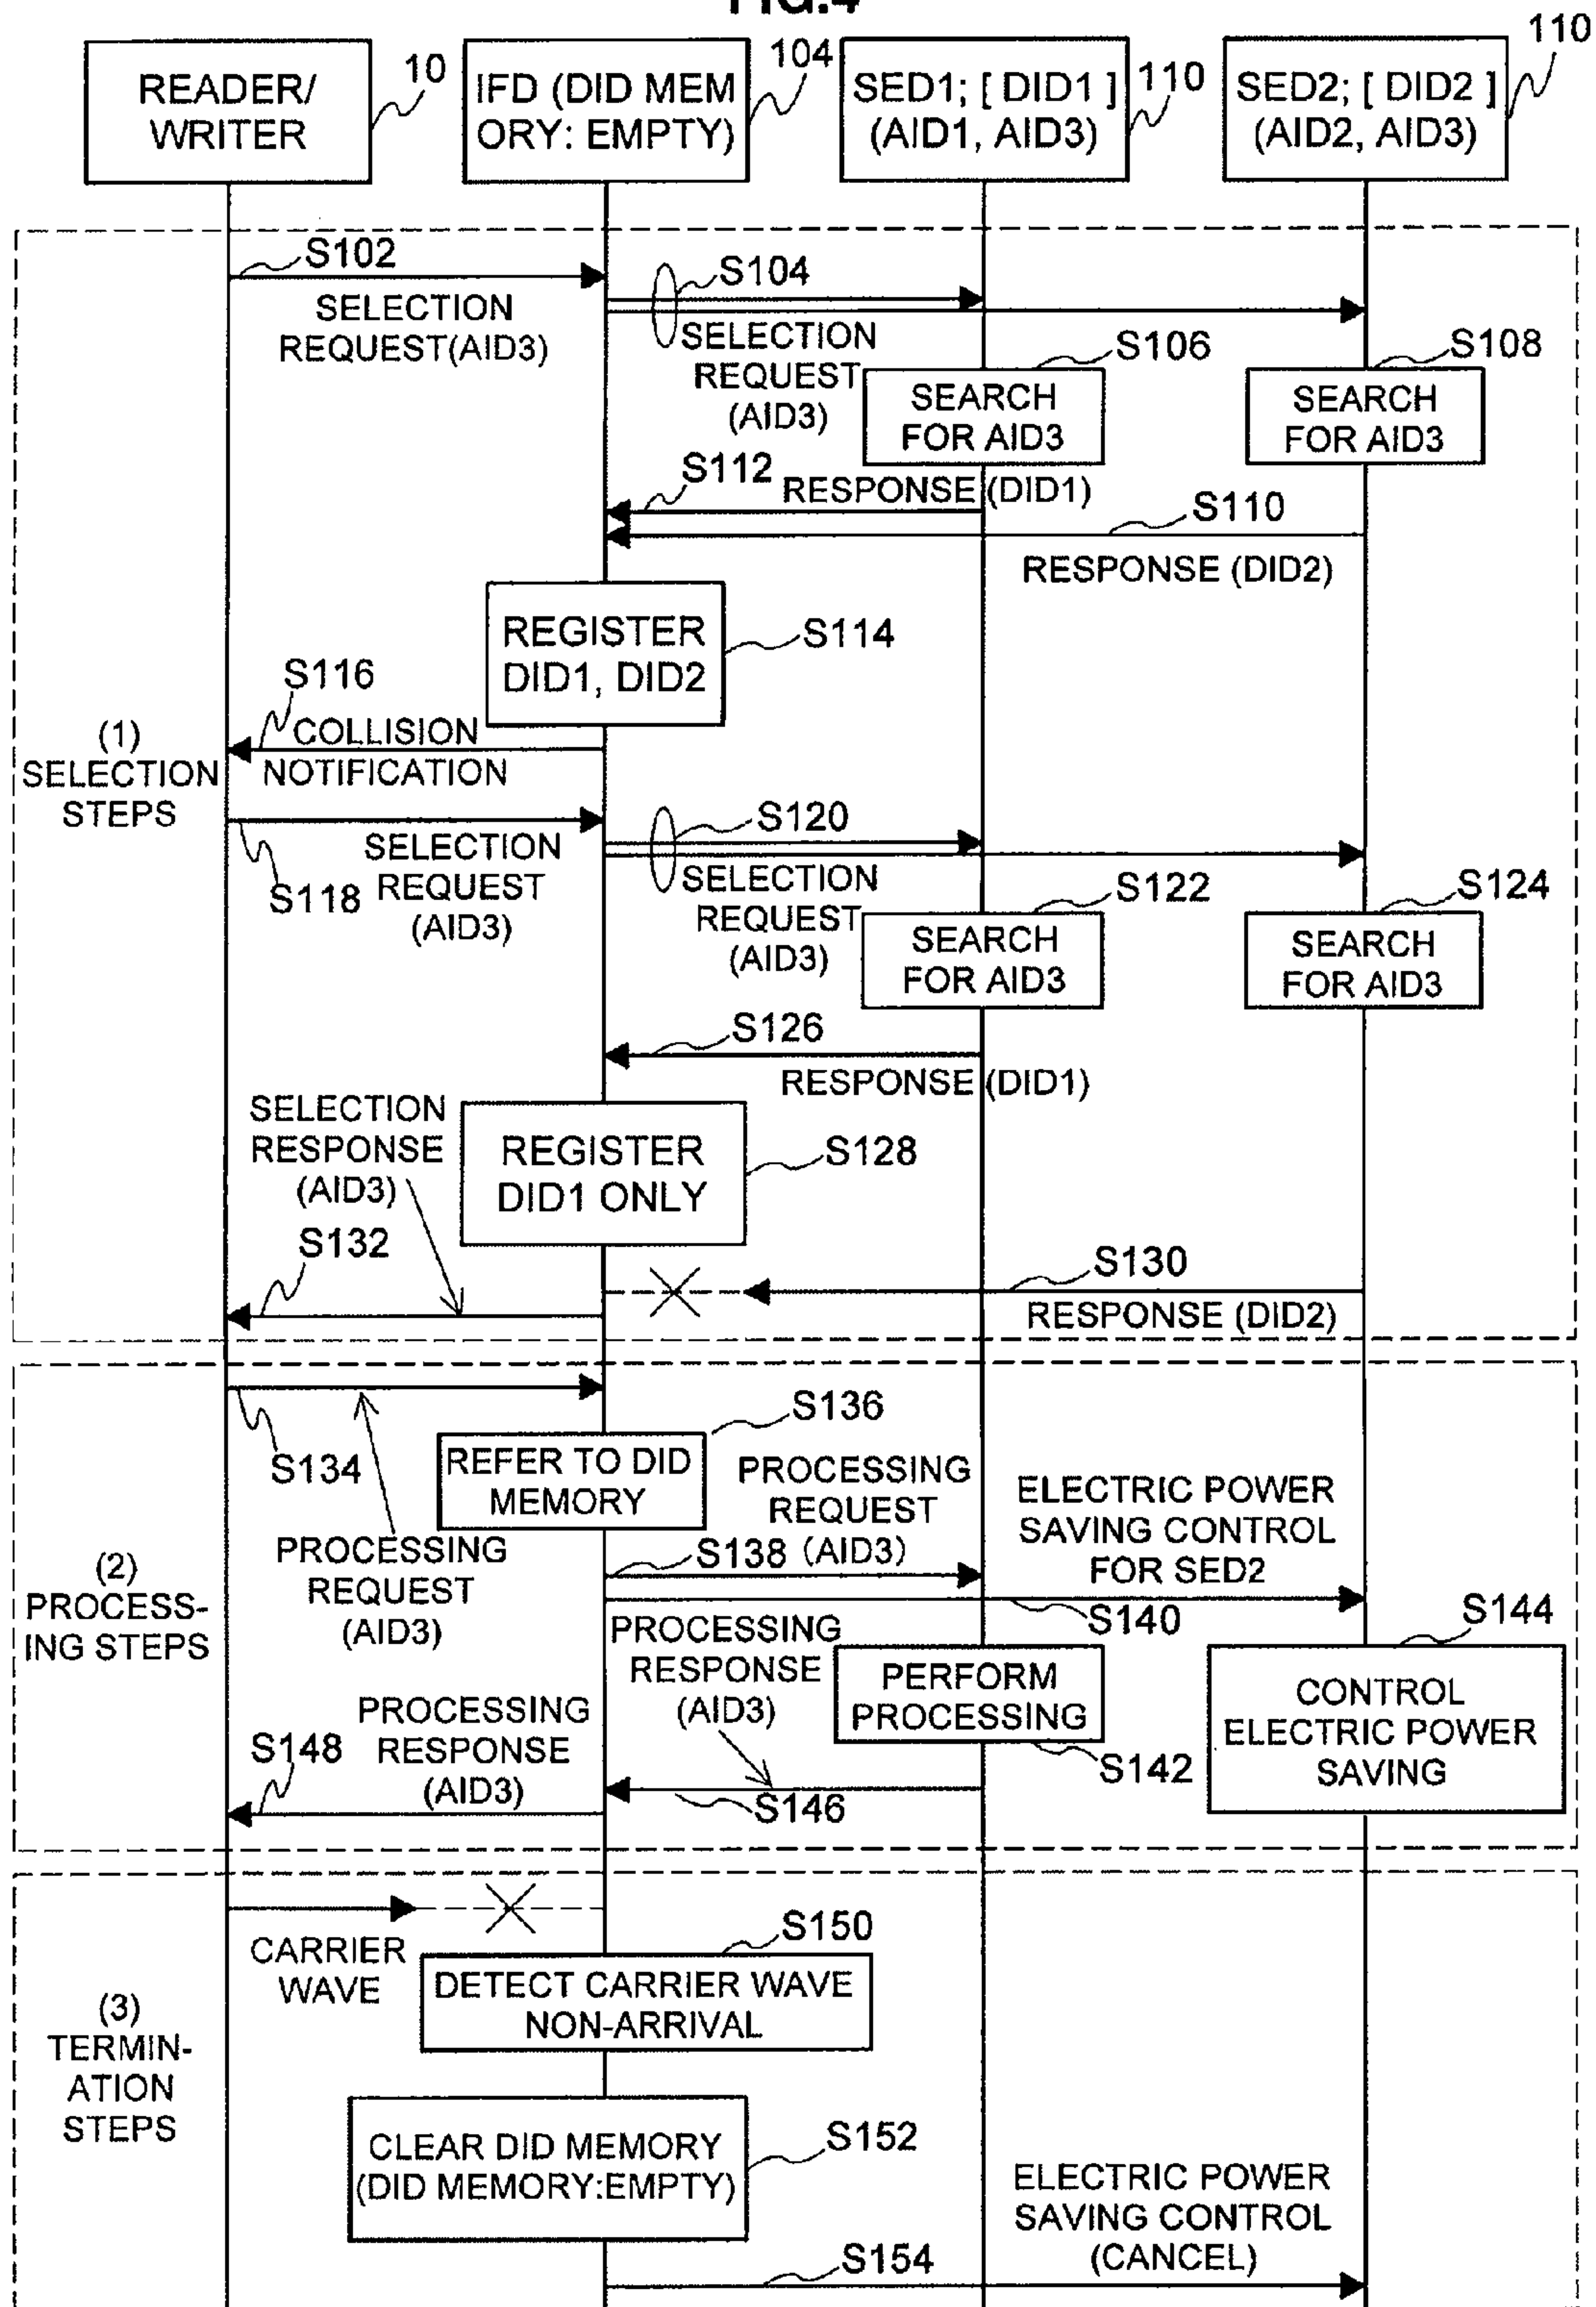 FIG.4
READER/
WRITER
10
IFD (DID MEM
ORY: EMPTY)
104
SED1; [ DID1 ]
(AID1, AID3)
110
SED2; [ DID2 ]
(AID2, AID3)
110
S102
SELECTION
REQUEST(AID3)
S104
SELECTION
REQUEST
(AID3)
S106
SEARCH
FOR AID3
S108
SEARCH
FOR AID3
S112
RESPONSE (DID1)
S110
RESPONSE (DID2)
REGISTER
DID1, DID2
S114
S116
COLLISION
NOTIFICATION
(1)
SELECTION
STEPS
S118
SELECTION
REQUEST
(AID3)
S120
SELECTION
REQUEST
(AID3)
S122
SEARCH
FOR AID3
S124
SEARCH
FOR AID3
S126
RESPONSE (DID1)
SELECTION
RESPONSE
(AID3)
REGISTER
DID1 ONLY
S128
S132
S130
RESPONSE (DID2)
S134
PROCESSING
REQUEST
(AID3)
S136
REFER TO DID
MEMORY
PROCESSING
REQUEST
S138 (AID3)
ELECTRIC POWER
SAVING CONTROL
FOR SED2
S140
(2)
PROCESS-
ING STEPS
PROCESSING
RESPONSE
(AID3)
PERFORM
PROCESSING
S142
S144
CONTROL
ELECTRIC POWER
SAVING
S146
S148
PROCESSING
RESPONSE
(AID3)
CARRIER
WAVE
S150
DETECT CARRIER WAVE
NON-ARRIVAL
(3)
TERMIN-
ATION
STEPS
CLEAR DID MEMORY
(DID MEMORY:EMPTY)
S152
S154
ELECTRIC POWER
SAVING CONTROL
(CANCEL)